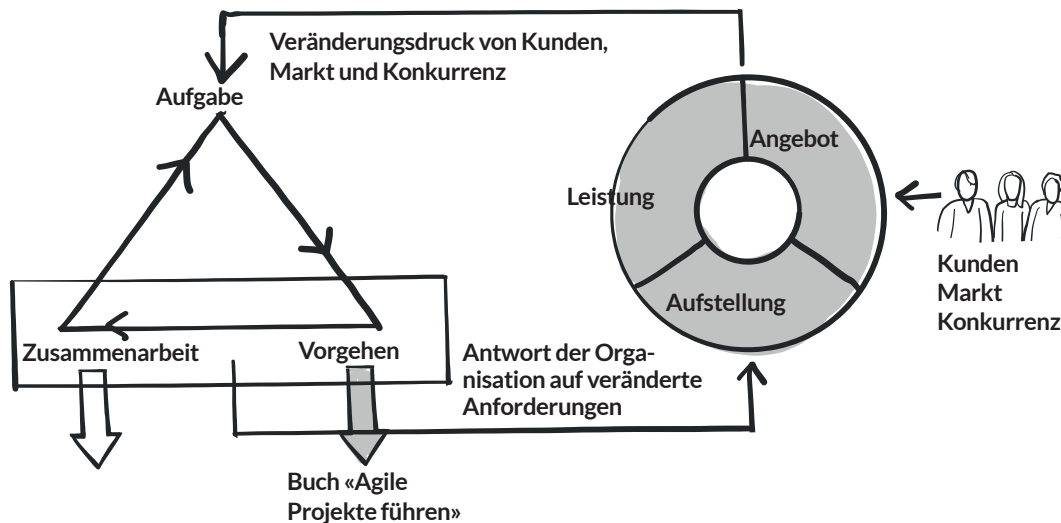 Veränderungsdruck von Kunden,
Markt und Konkurrenz
Aufgabe
Angebot
Leistung
Aufstellung
Kunden
Markt
Konkurrenz
Zusammenarbeit
Vorgehen
Antwort der Orga-
nisation auf veränderte
Anforderungen
Buch «Agile
Projekte führen»